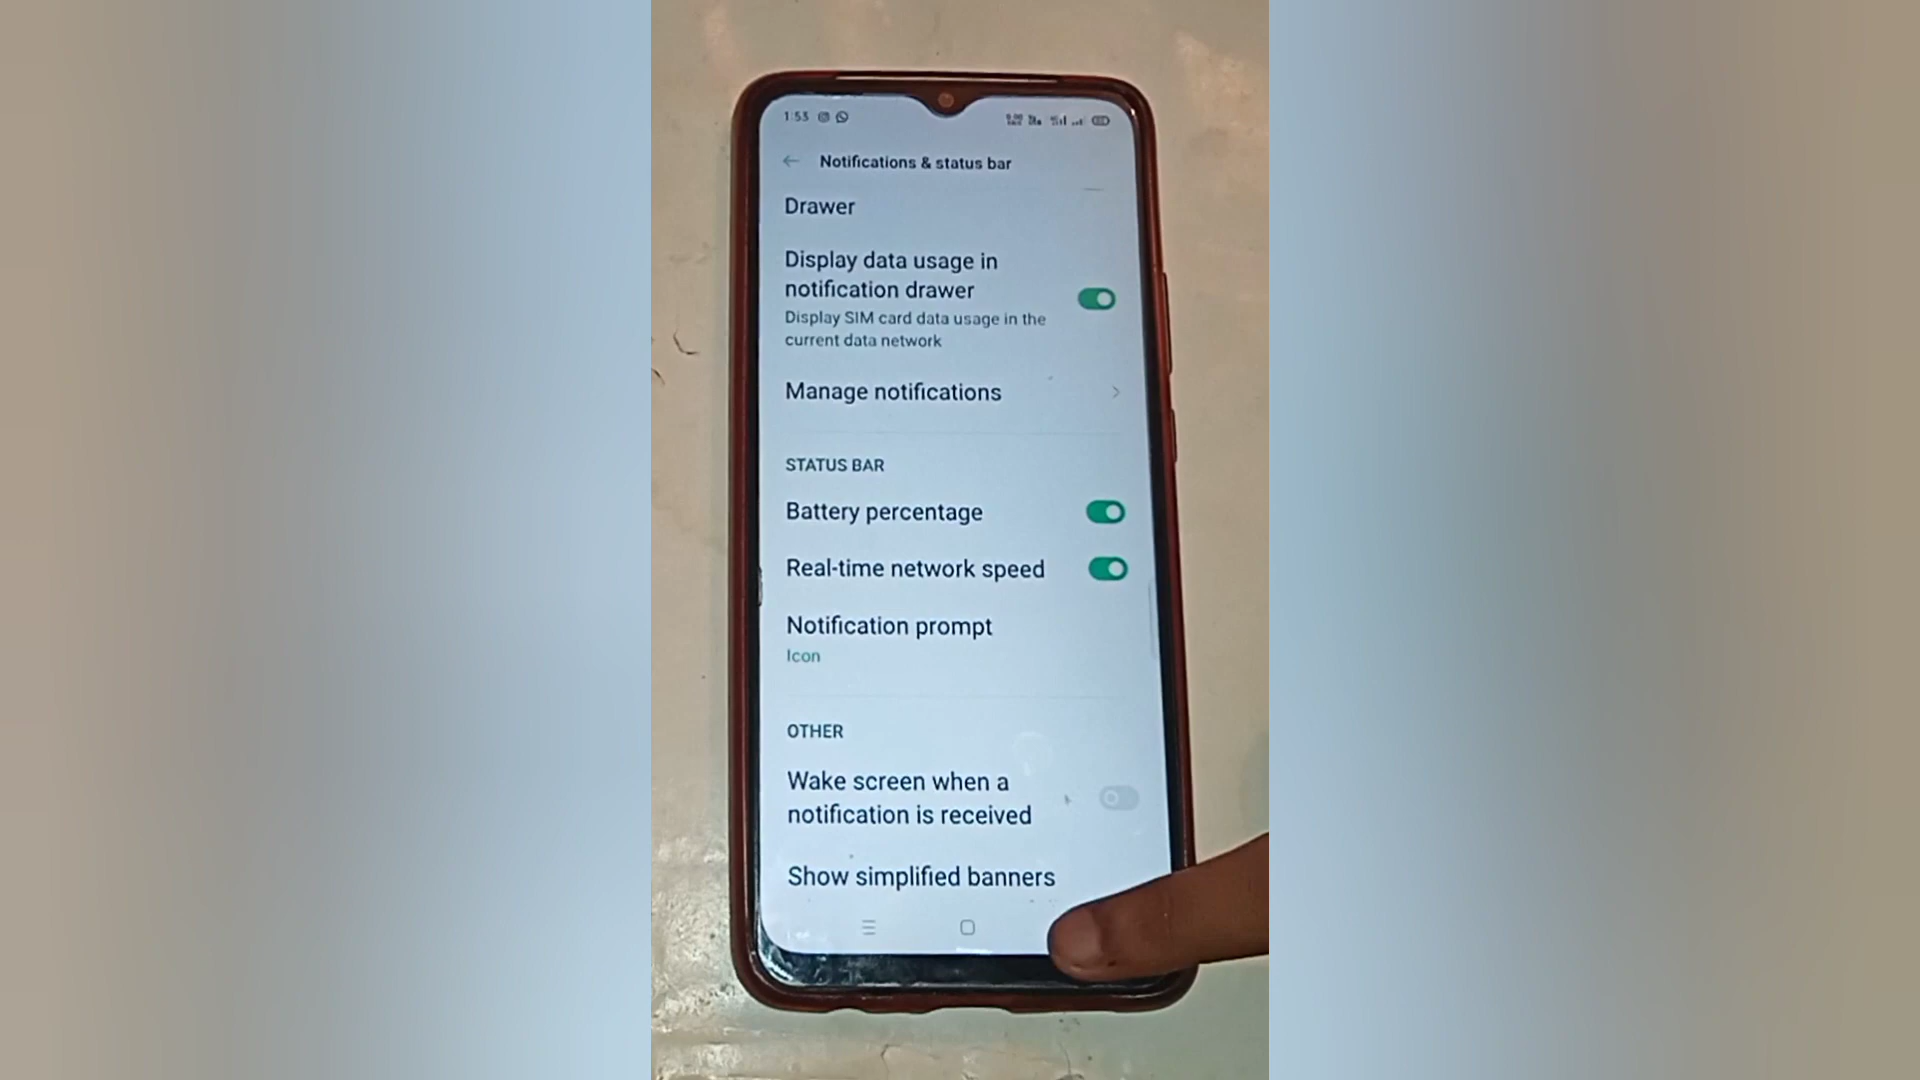 1:53
Notifications & status bar
Drawer
Display data usage in
notification drawer
Display SIM card data usage in the
current data network
Manage notifications
STATUS BAR
Battery percentage
Real-time network speed
Notification prompt
Icon
OTHER
Wake screen when a
notification is received
Show simplified banners